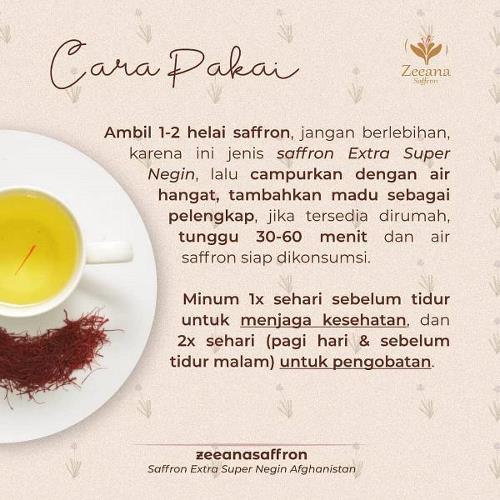 Cara Pakai
Zeeana
Saffron
Ambil 1-2 helai saffron, jangan berlebihan,
karena ini jenis saffron Extra Super
Negin, lalu campurkan dengan air
hangat, tambahkan madu sebagai
pelengkap, jika tersedia dirumah,
tunggu 30-60 menit dan air
saffron siap dikonsumsi.
Minum 1x sehari sebelum tidur
untuk menjaga kesehatan, dan
2x sehari (pagi hari & sebelum
tidur malam) untuk pengobatan.
zeeanasaffron
Saffron Extra Super Negin Afghanistan